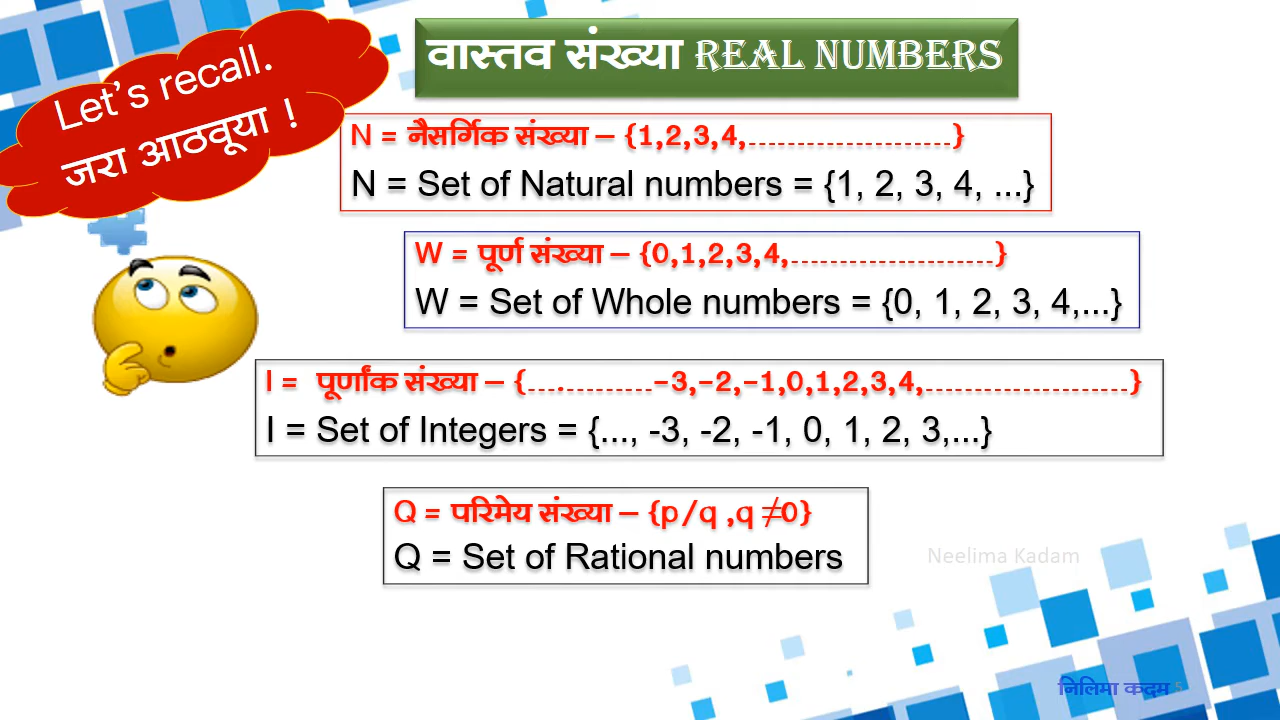 Let's recall.
जरा आठवूया !
वास्तव संख्या REAL NUMBERS
N = नैसर्गिक संख्या – {1,2,3,4,.....................}
N = Set of Natural numbers = {1, 2, 3, 4, ...}
W = पूर्ण संख्या – {0,1,2,3,4,.....................}
W = Set of Whole numbers = {0, 1, 2, 3, 4,...}
I = पूर्णांक संख्या – {.............-3,-2,-1,0,1,2,3,4,.....................}
I = Set of Integers = {..., -3, -2, -1, 0, 1, 2, 3,...}
Q = परिमेय संख्या – {p/q ,q ≠0}
Q = Set of Rational numbers
Neelima Kadam
निलिमा कदम 5